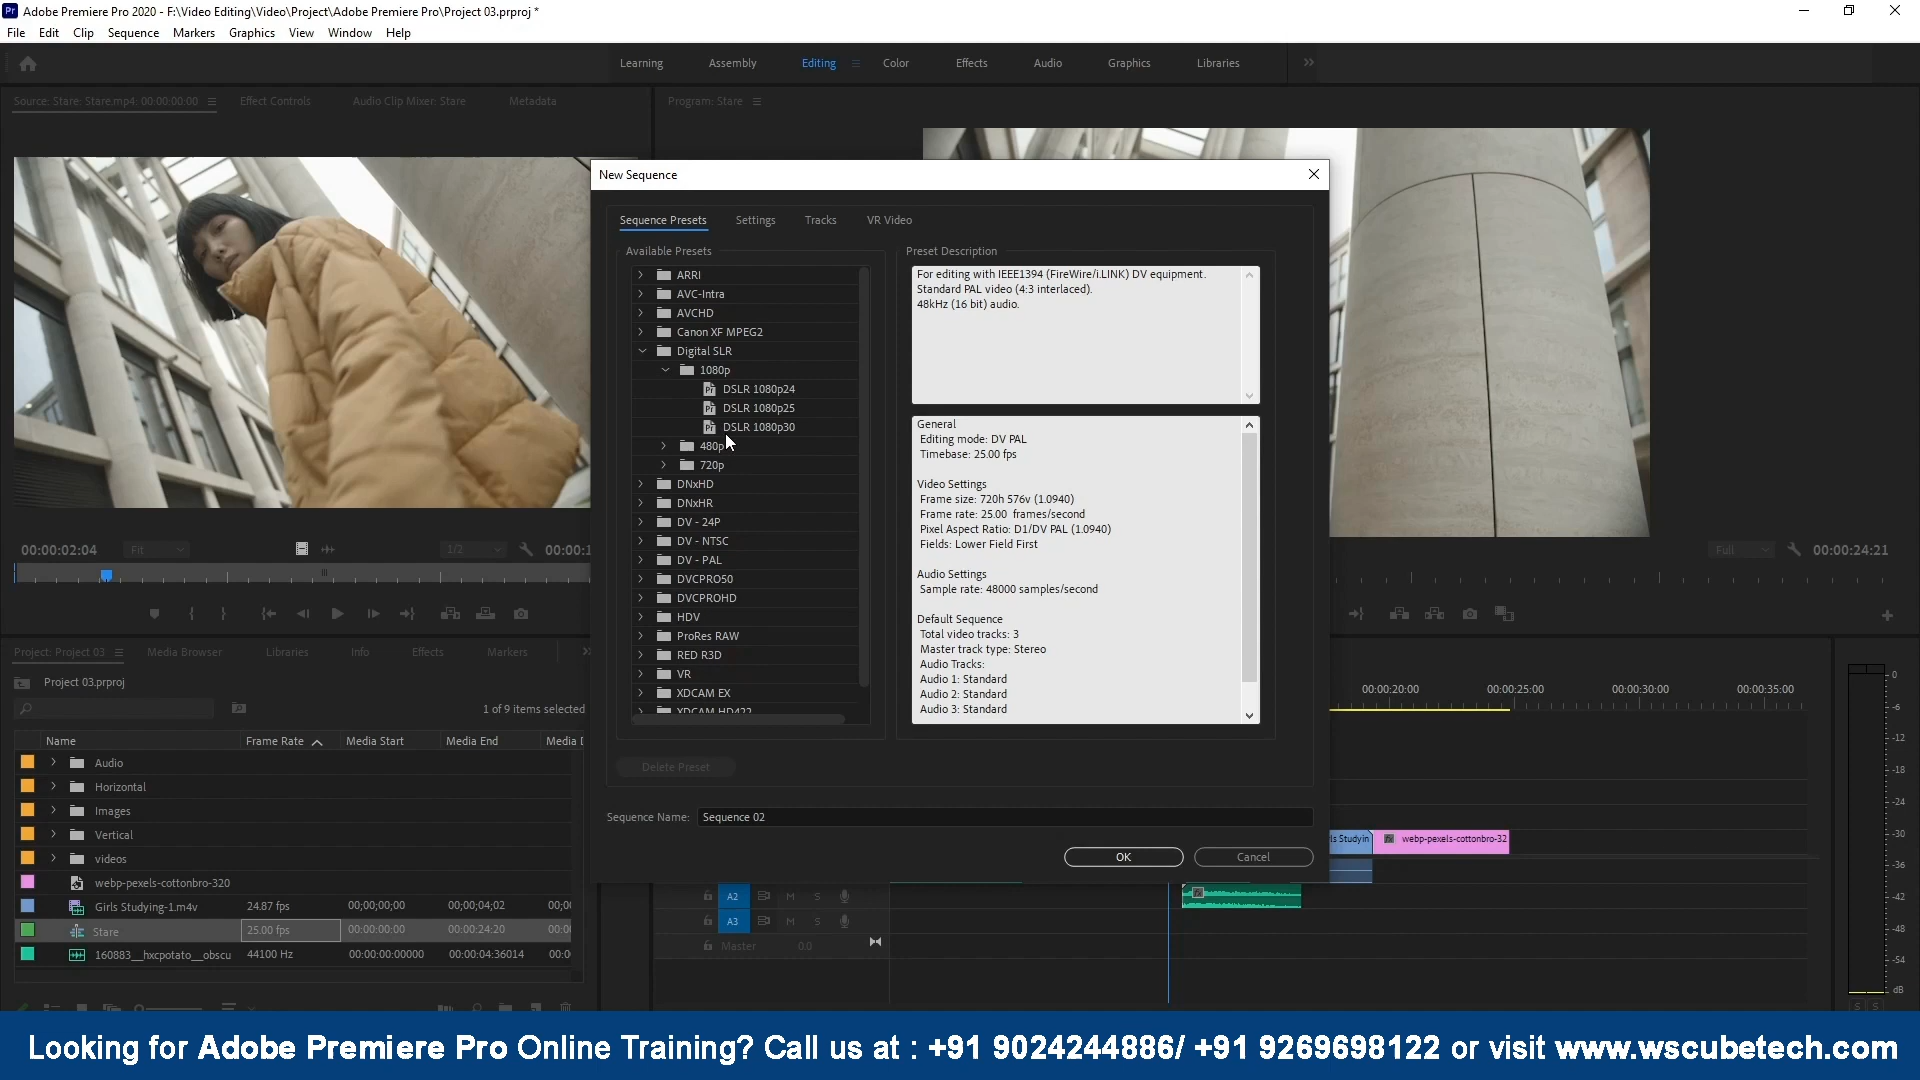 Adobe Premiere Pro 2020 - F:\Video Editing\Video\Project\Adobe Premiere Pro\Project 03.prproj *
File Edit Clip Sequence Markers Graphics View Window Help
Learning Assembly Editing Color Effects Audio Graphics Libraries
Source: Stare: Stare.mp4: 00:00:00:00 Effect Controls Audio Clip Mixer: Stare Metadata
Program: Stare
New Sequence
Sequence Presets Settings Tracks VR Video
Available Presets
ARRI
AVC-Intra
AVCHD
Canon XF MPEG2
Digital SLR
1080p
DSLR 1080p24
DSLR 1080p25
DSLR 1080p30
480p
720p
DNxHD
DNxHR
DV - 24P
DV - NTSC
DV - PAL
DVCPRO50
DVCPROHD
HDV
ProRes RAW
RED R3D
VR
XDCAM EX
XDCAM HD422
Delete Preset
Preset Description
For editing with IEEE1394 (FireWire/i.LINK) DV equipment.
Standard PAL video (4:3 interlaced).
48kHz (16 bit) audio.
General
Editing mode: DV PAL
Timebase: 25.00 fps
Video Settings
Frame size: 720h 576v (1.0940)
Frame rate: 25.00 frames/second
Pixel Aspect Ratio: D1/DV PAL (1.0940)
Fields: Lower Field First
Audio Settings
Sample rate: 48000 samples/second
Default Sequence
Total video tracks: 3
Master track type: Stereo
Audio Tracks:
Audio 1: Standard
Audio 2: Standard
Audio 3: Standard
Sequence Name: Sequence 02
OK Cancel
00:00:02:04 Fit 1/2 00:00:1
Full 00:00:24:21
Project: Project 03 Media Browser Libraries Info Effects Markers
Project 03.prproj
1 of 9 items selected
Name Frame Rate Media Start Media End Media D
Audio
Horizontal
Images
Vertical
videos
webp-pexels-cottonbro-320
Girls Studying-1.m4v 24.87 fps 00;00;00;00 00;00;04;02 00;0
Stare 25.00 fps 00:00:00:00 00:00:24:20 00:0
160883__hxcpotato__obscu 44100 Hz 00:00:00:00000 00:00:04:36014 00:0
00:00:20:00 00:00:25:00 00:00:30:00 00:00:35:00
ls Studyin webp-pexels-cottonbro-32
A2 M S
A3 M S
Master 0.0
0
-6
-12
-18
-24
-30
-36
-42
-48
-54
dB
S S
Looking for Adobe Premiere Pro Online Training? Call us at : +91 9024244886/ +91 9269698122 or visit www.wscubetech.com